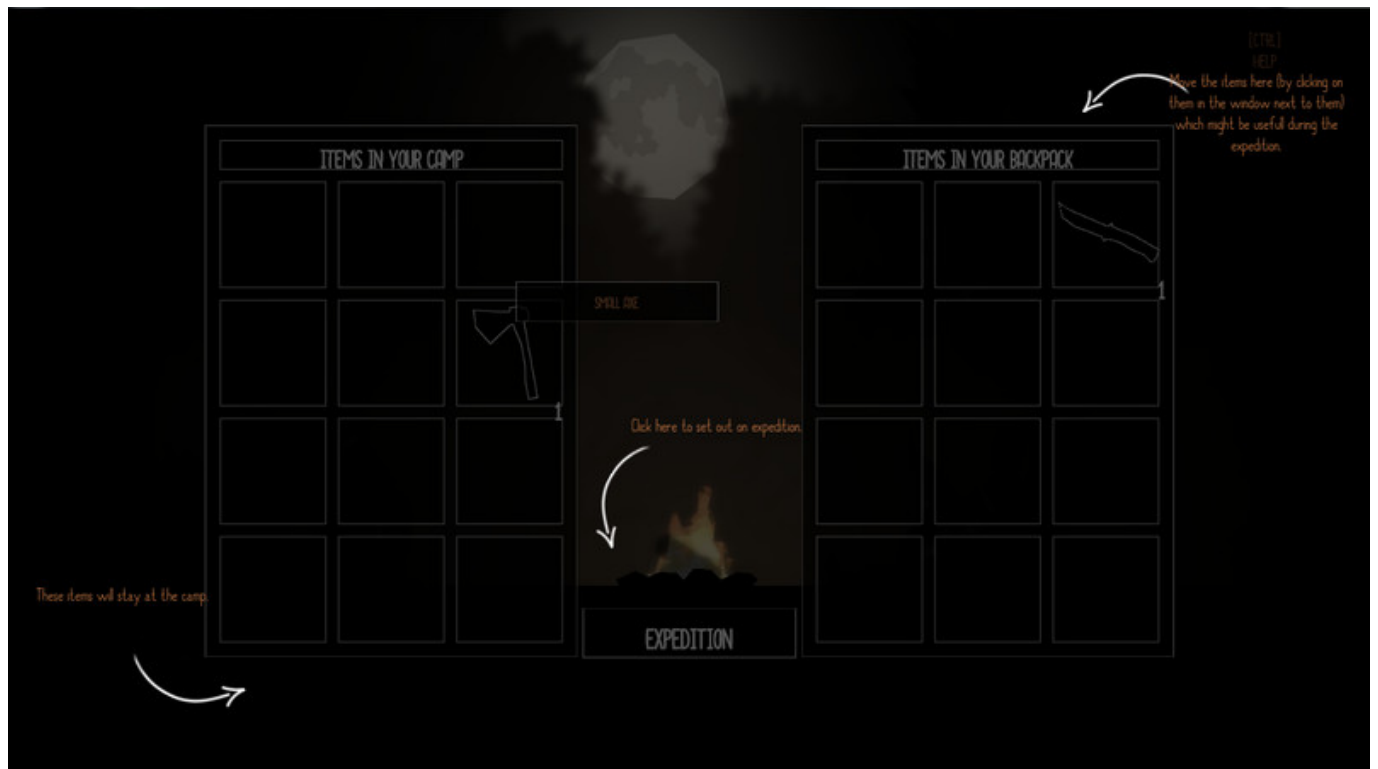 [CTRL]
HELP
Move the items here (by clicking on
them in the window next to them)
which might be useful during the
expedition.
ITEMS IN YOUR CAMP
ITEMS IN YOUR BACKPACK
1
SMALL AXE
1
Click here to set out on expedition.
These items will stay at the camp.
EXPEDITION